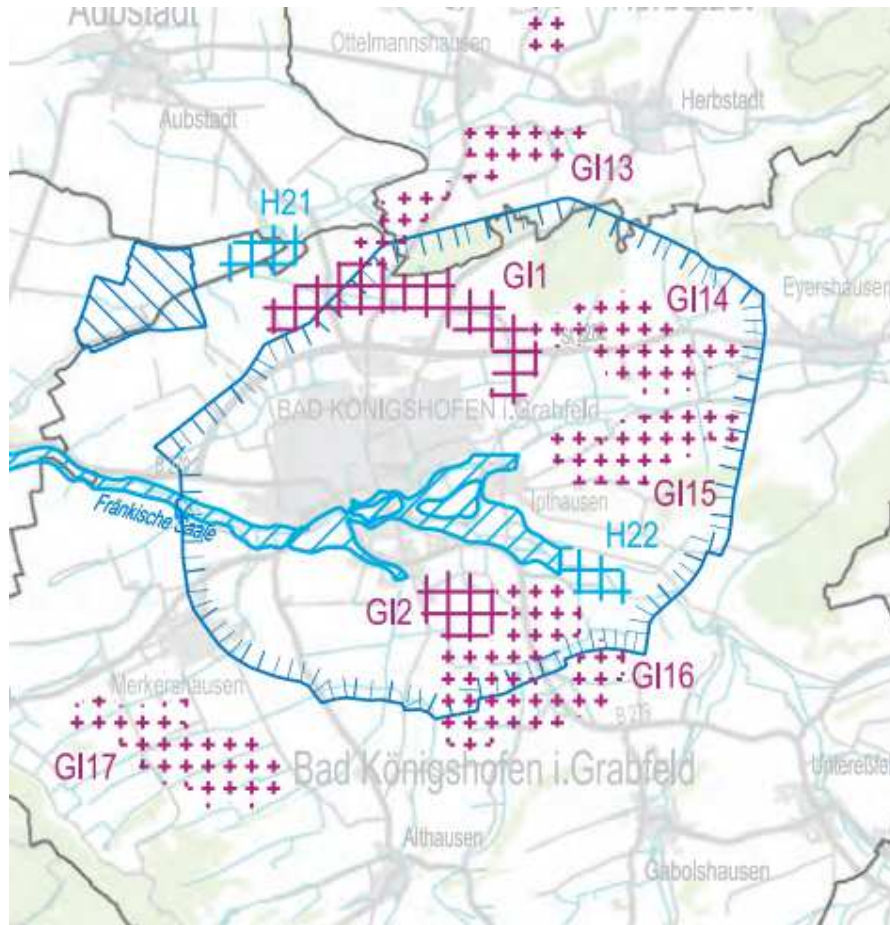 Aubstadt
Ottelmannshausen
Herbstadt
Aubstadt
GI13
H21
GI1
GI14
Eyershausen
BAD KÖNIGSHOFEN i.Grabfeld
GI15
Ipthausen
Fränkische Saale
H22
GI2
GI16
Merkershausen
B 279
GI17
Bad Königshofen i.Grabfeld
Althausen
Gabolshausen